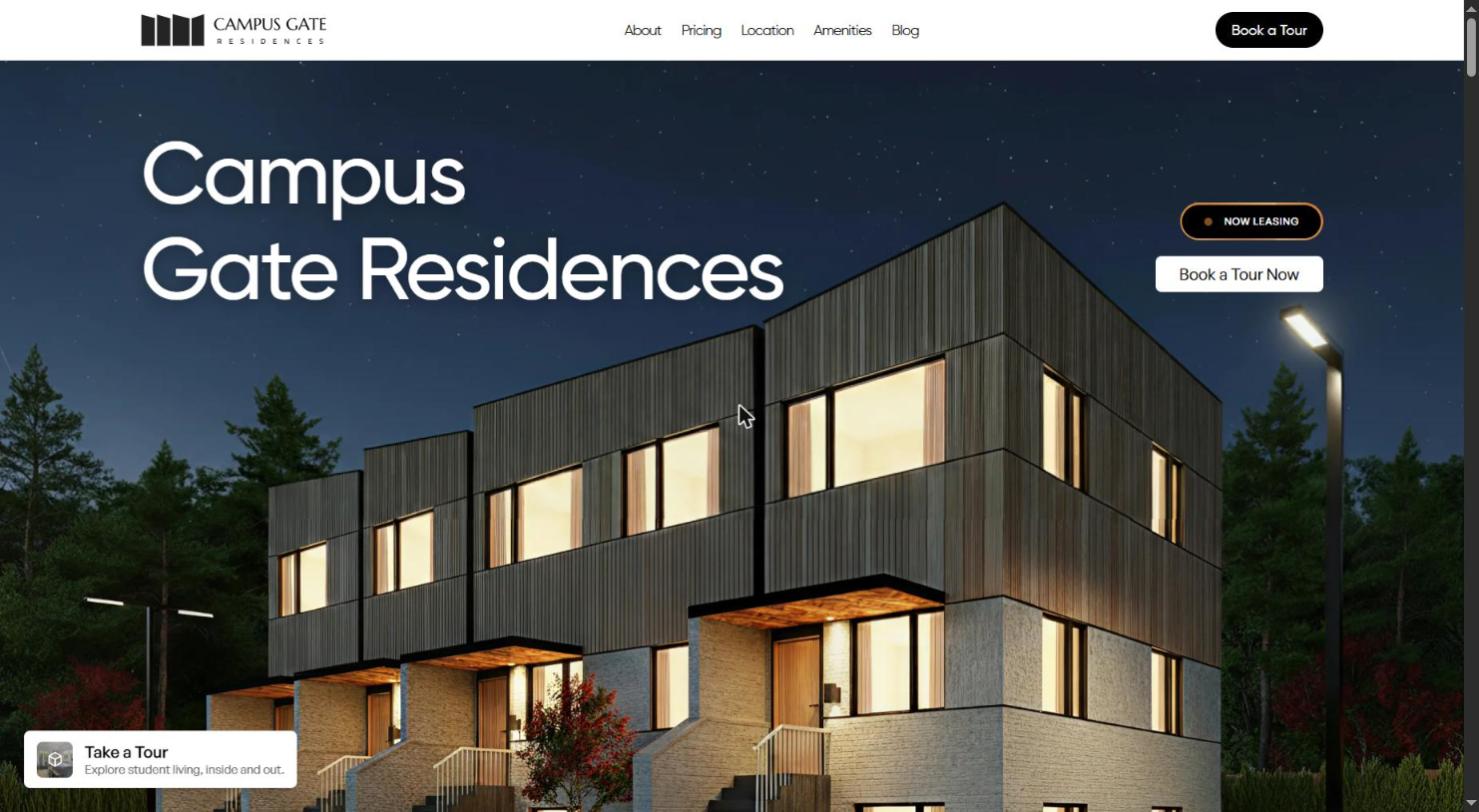 CAMPUS GATE
RESIDENCES
About Pricing Location Amenities Blog
Book a Tour
Campus
Gate Residences
NOW LEASING
Book a Tour Now
Take a Tour
Explore student living, inside and out.